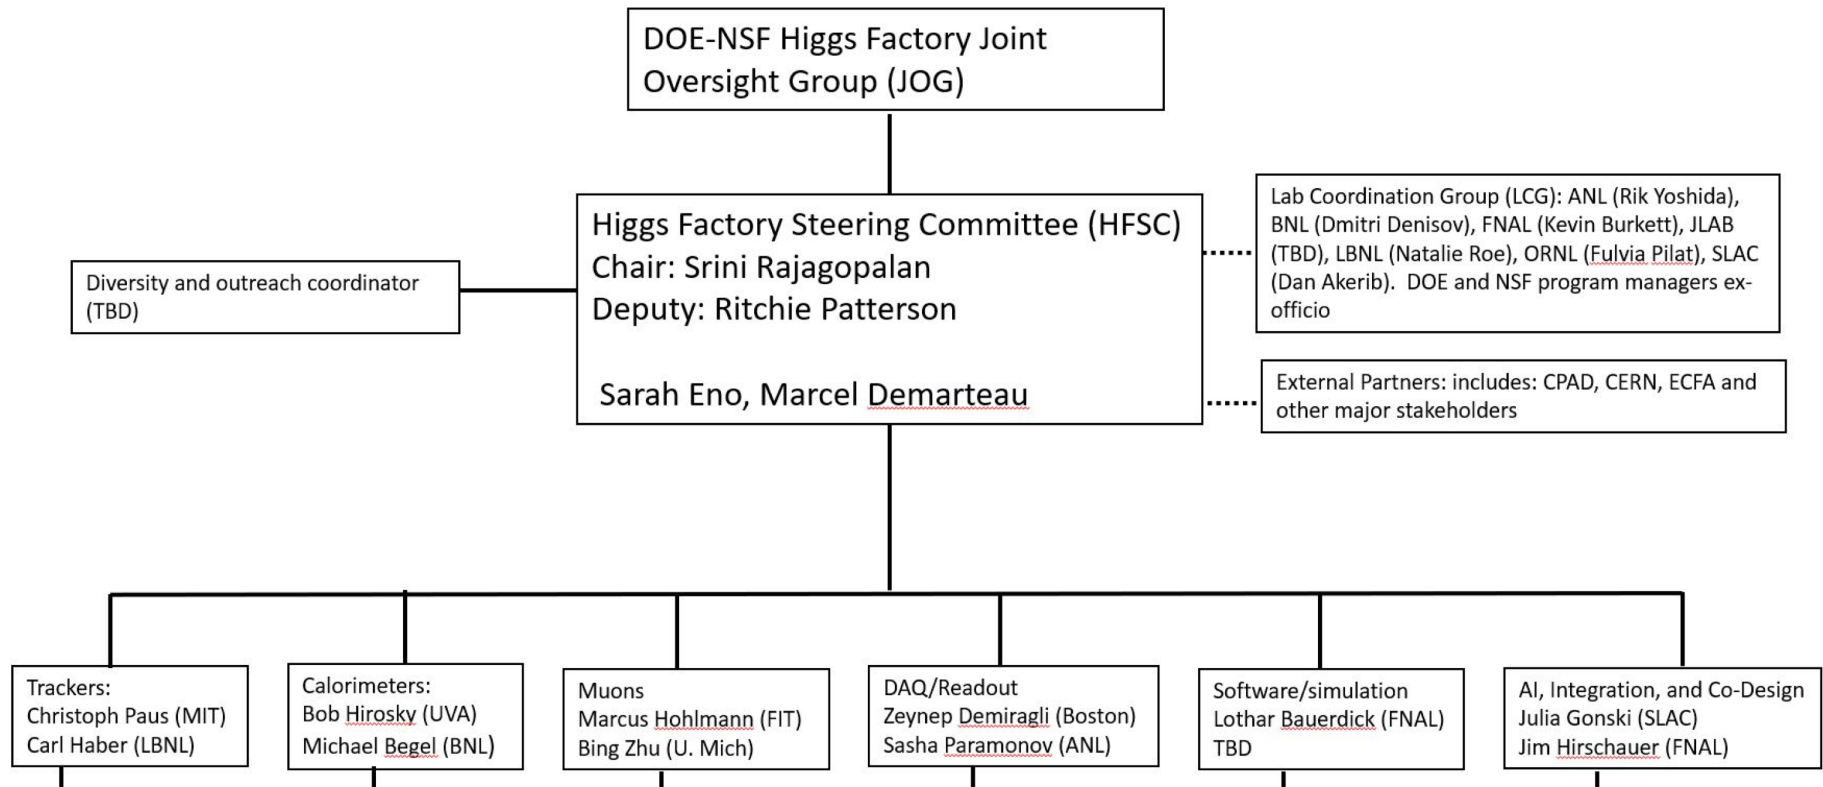 DOE-NSF Higgs Factory Joint
Oversight Group (JOG)
Higgs Factory Steering Committee (HFSC)
Chair: Srini Rajagopalan
Deputy: Ritchie Patterson
Sarah Eno, Marcel Demarteau
Diversity and outreach coordinator
(TBD)
Lab Coordination Group (LCG): ANL (Rik Yoshida),
BNL (Dmitri Denisov), FNAL (Kevin Burkett), JLAB
(TBD), LBNL (Natalie Roe), ORNL (Fulvia Pilat), SLAC
(Dan Akerib).  DOE and NSF program managers ex-
officio
External Partners: includes: CPAD, CERN, ECFA and
other major stakeholders
Trackers:
Christoph Paus (MIT)
Carl Haber (LBNL)
Calorimeters:
Bob Hirosky (UVA)
Michael Begel (BNL)
Muons
Marcus Hohlmann (FIT)
Bing Zhu (U. Mich)
DAQ/Readout
Zeynep Demiragli (Boston)
Sasha Paramonov (ANL)
Software/simulation
Lothar Bauerdick (FNAL)
TBD
AI, Integration, and Co-Design
Julia Gonski (SLAC)
Jim Hirschauer (FNAL)